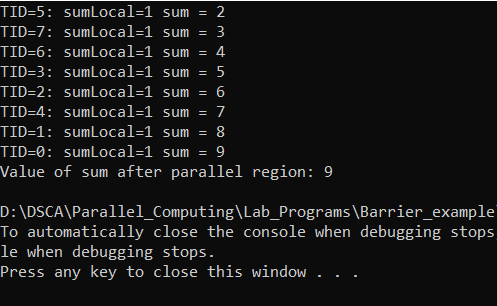 TID=5: sumLocal=1 sum = 2
TID=7: sumLocal=1 sum = 3
TID=6: sumLocal=1 sum = 4
TID=3: sumLocal=1 sum = 5
TID=2: sumLocal=1 sum = 6
TID=4: sumLocal=1 sum = 7
TID=1: sumLocal=1 sum = 8
TID=0: sumLocal=1 sum = 9
Value of sum after parallel region: 9
D:\DSCA\Parallel_Computing\Lab_Programs\Barrier_example
To automatically close the console when debugging stops
le when debugging stops.
Press any key to close this window . . .